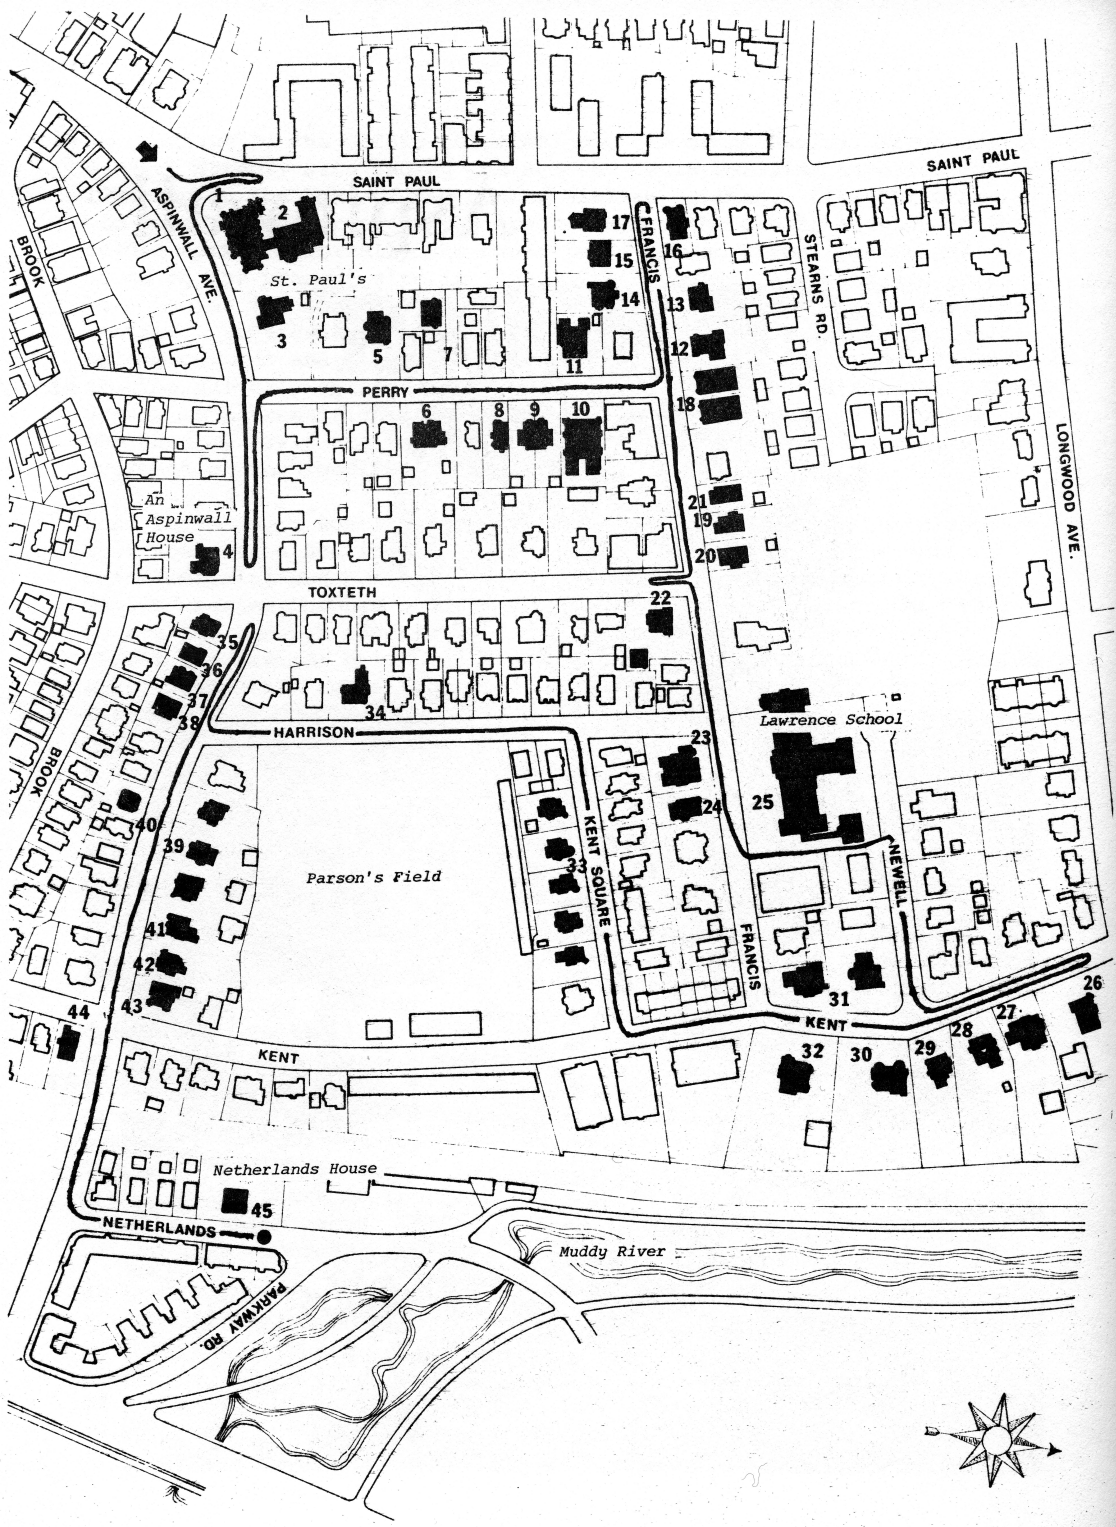 SAINT PAUL
SAINT PAUL
ASPINWALL AVE.
BROOK
FRANCIS
STEARNS RD.
1
2
17
16
15
St. Paul's
14
13
3
5
7
11
12
PERRY
18
6
8
9
10
LONGWOOD AVE.
An
Aspinwall
House
4
21
19
20
TOXTETH
22
35
36
37
38
34
Lawrence School
HARRISON
23
BROOK
40
24
25
39
KENT SQUARE
33
Parson's Field
NEWELL
41
42
43
FRANCIS
31
26
44
KENT
27
28
KENT
32
30
29
Netherlands House
45
NETHERLANDS
Muddy River
PARKWAY RD.